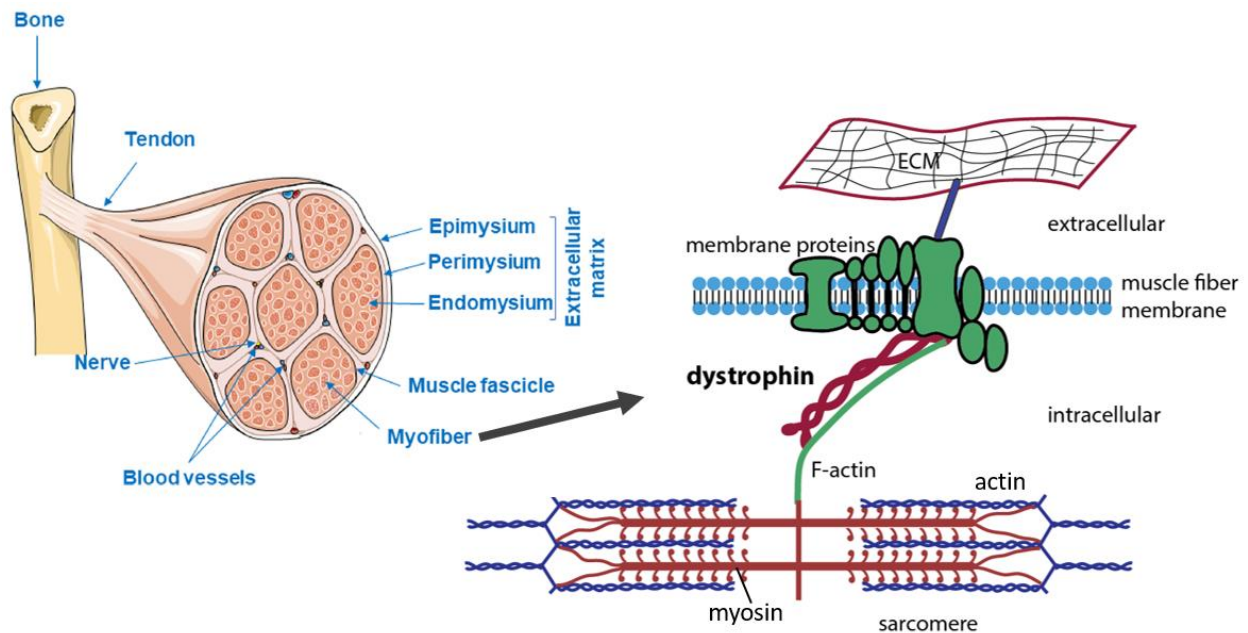 Bone
Tendon
Epimysium
Perimysium
Endomysium
Extracellular
matrix
Nerve
Muscle fascicle
Myofiber
Blood vessels
ECM
extracellular
membrane proteins
muscle fiber
membrane
dystrophin
intracellular
F-actin
actin
myosin
sarcomere